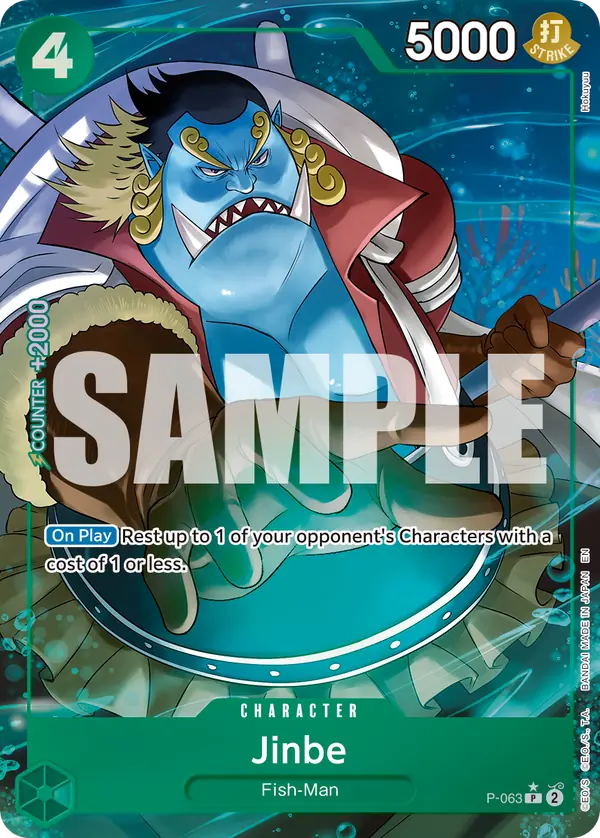 4
5000
打
STRIKE
Hokuyuu
COUNTER +2000
SAMPLE
On Play Rest up to 1 of your opponent's Characters with a
cost of 1 or less.
©ED/S ©E.O./S., T.A. BANDAI MADE IN JAPAN EN
CHARACTER
Jinbe
Fish-Man
P-063 P 2